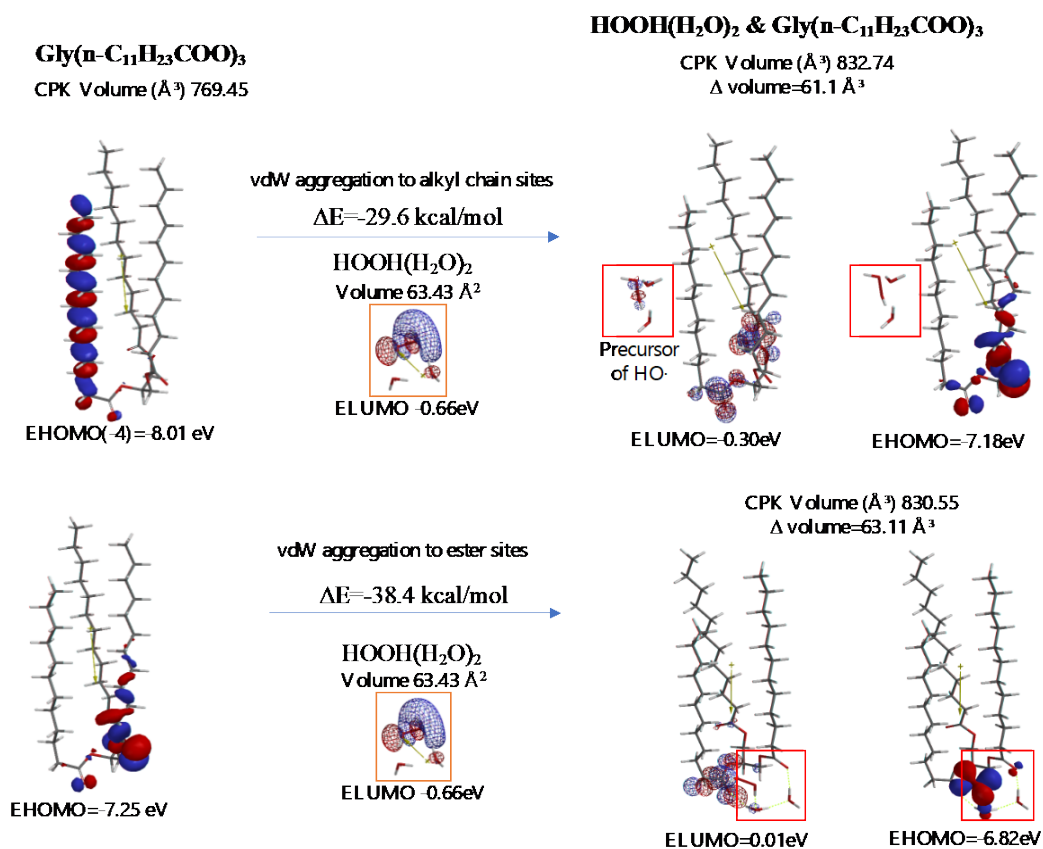 HOOH(H₂O)₂ & Gly(n-C₁₁H₂₃COO)₃
Gly(n-C₁₁H₂₃COO)₃
CPK Volume (Å³) 769.45
CPK Volume (Å³) 832.74
Δ volume=61.1 Å³
vdW aggregation to alkyl chain sites
ΔE=-29.6 kcal/mol
HOOH(H₂O)₂
Volume 63.43 Å²
ELUMO -0.66eV
Precursor
of HO·
EHOMO(-4)=-8.01 eV
ELUMO=-0.30eV
EHOMO=-7.18eV
CPK Volume (Å³) 830.55
Δ volume=63.11 Å³
vdW aggregation to ester sites
ΔE=-38.4 kcal/mol
HOOH(H₂O)₂
Volume 63.43 Å²
ELUMO -0.66eV
EHOMO=-7.25 eV
ELUMO=0.01eV
EHOMO=-6.82eV